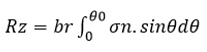 Rz = br ∫₀^θ0 σn. sinθdθ